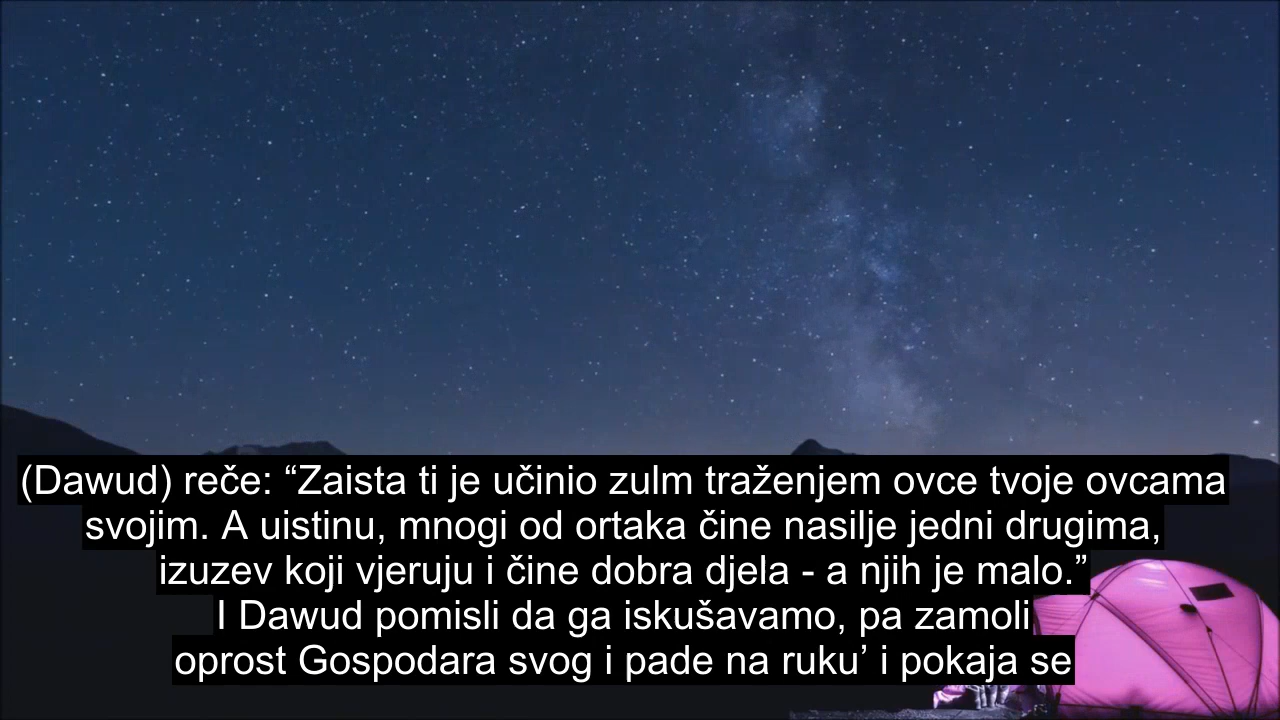 (Dawud) reče: “Zaista ti je učinio zulm traženjem ovce tvoje ovcama
svojim. A uistinu, mnogi od ortaka čine nasilje jedni drugima,
izuzev koji vjeruju i čine dobra djela - a njih je malo.”
I Dawud pomisli da ga iskušavamo, pa zamoli
oprost Gospodara svog i pade na ruku’ i pokaja se